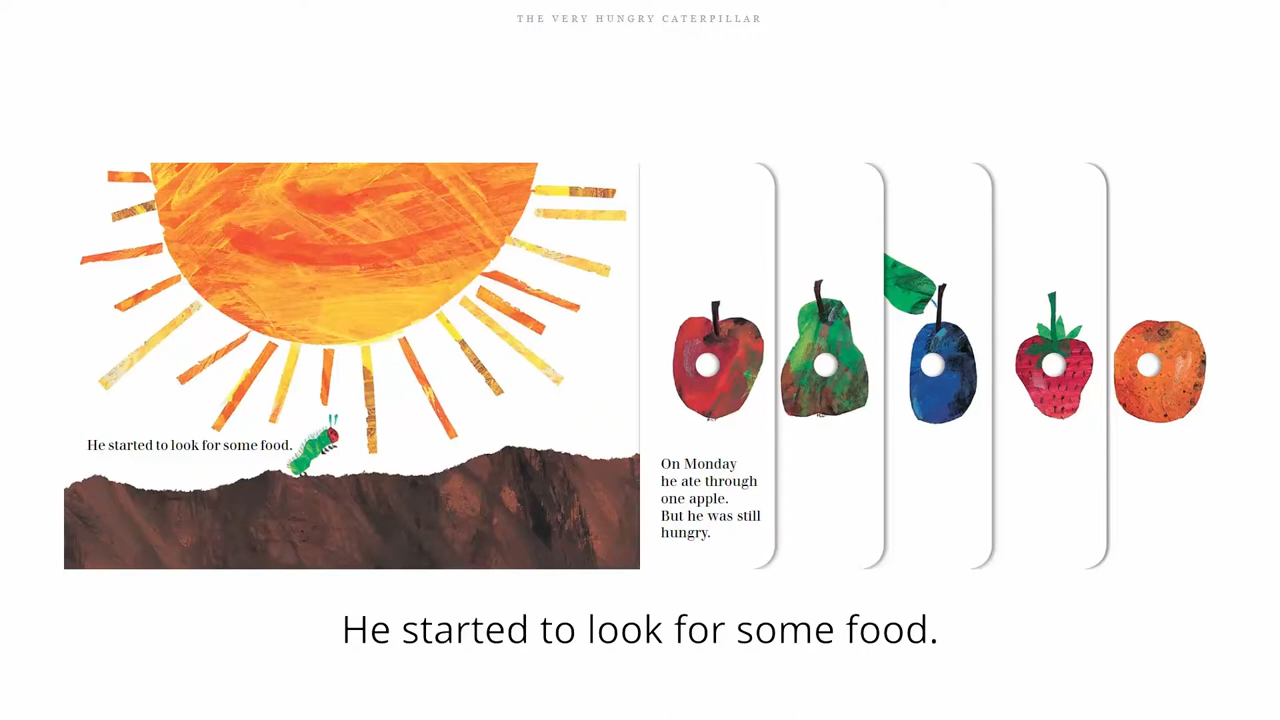 THE VERY HUNGRY CATERPILLAR
He started to look for some food.
On Monday
he ate through
one apple.
But he was still
hungry.
He started to look for some food.